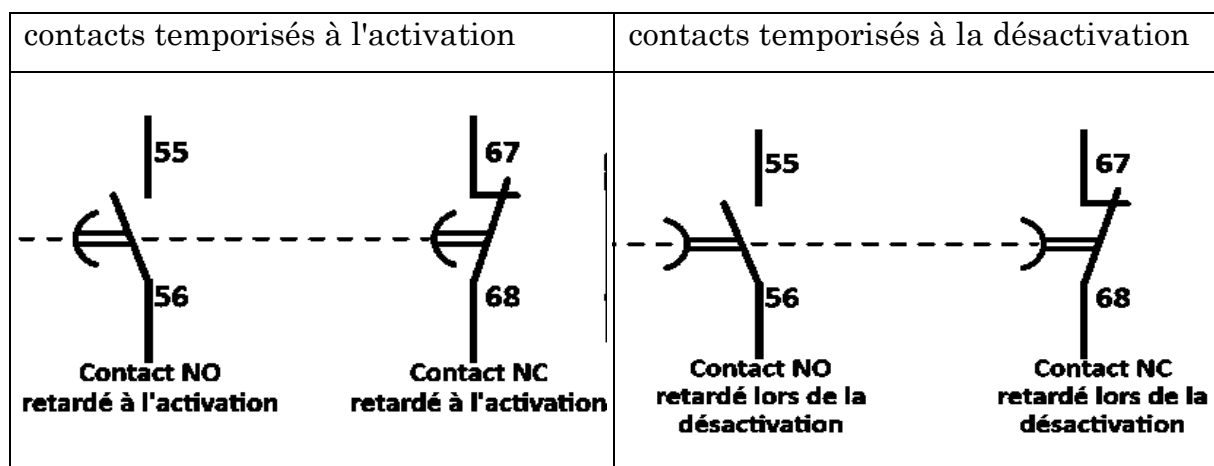 contacts temporisés à l'activation
contacts temporisés à la désactivation
55
67
56
68
Contact NO
retardé à l'activation
Contact NC
retardé à l'activation
55
67
56
68
Contact NO
retardé lors de la
désactivation
Contact NC
retardé lors de la
désactivation